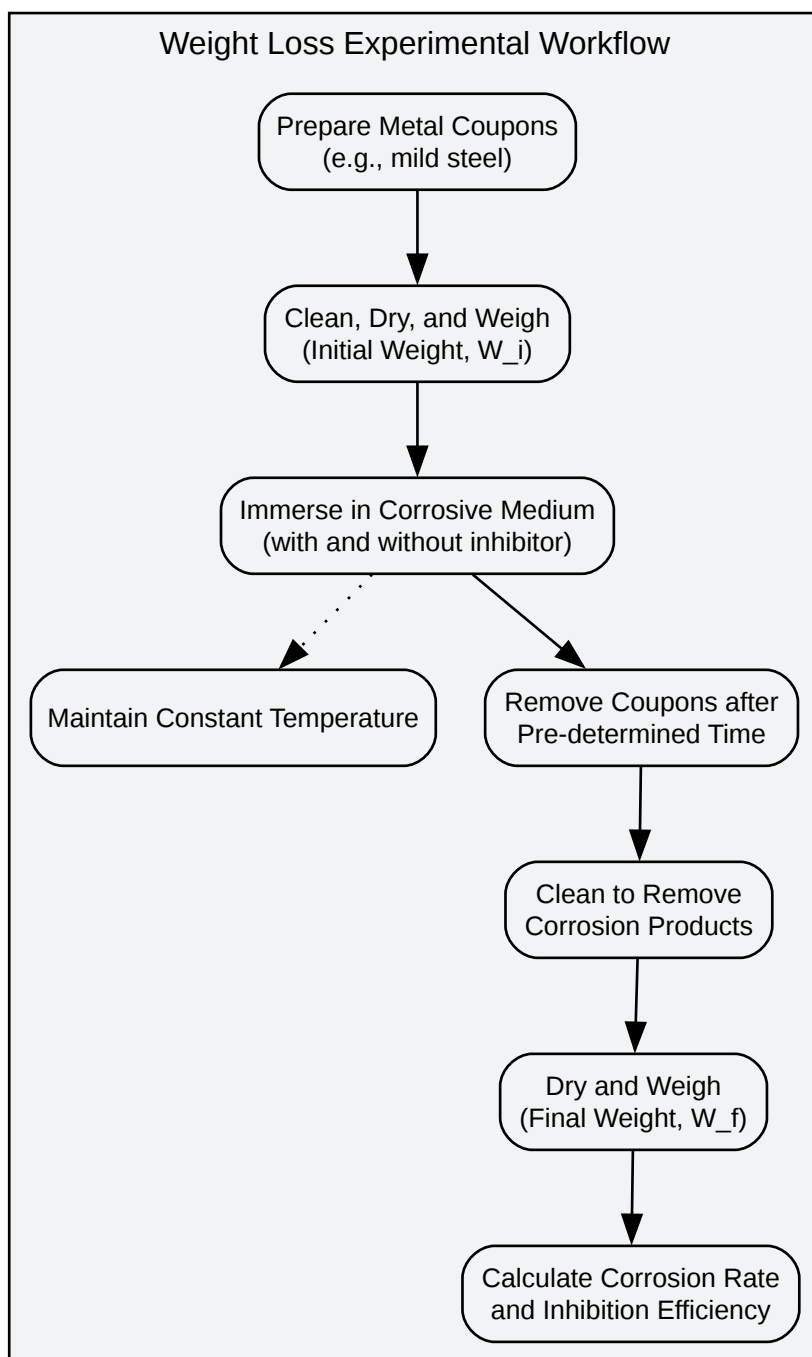 Weight Loss Experimental Workflow
Prepare Metal Coupons
(e.g., mild steel)
Clean, Dry, and Weigh
(Initial Weight, W_i)
Immerse in Corrosive Medium
(with and without inhibitor)
Maintain Constant Temperature
Remove Coupons after
Pre-determined Time
Clean to Remove
Corrosion Products
Dry and Weigh
(Final Weight, W_f)
Calculate Corrosion Rate
and Inhibition Efficiency